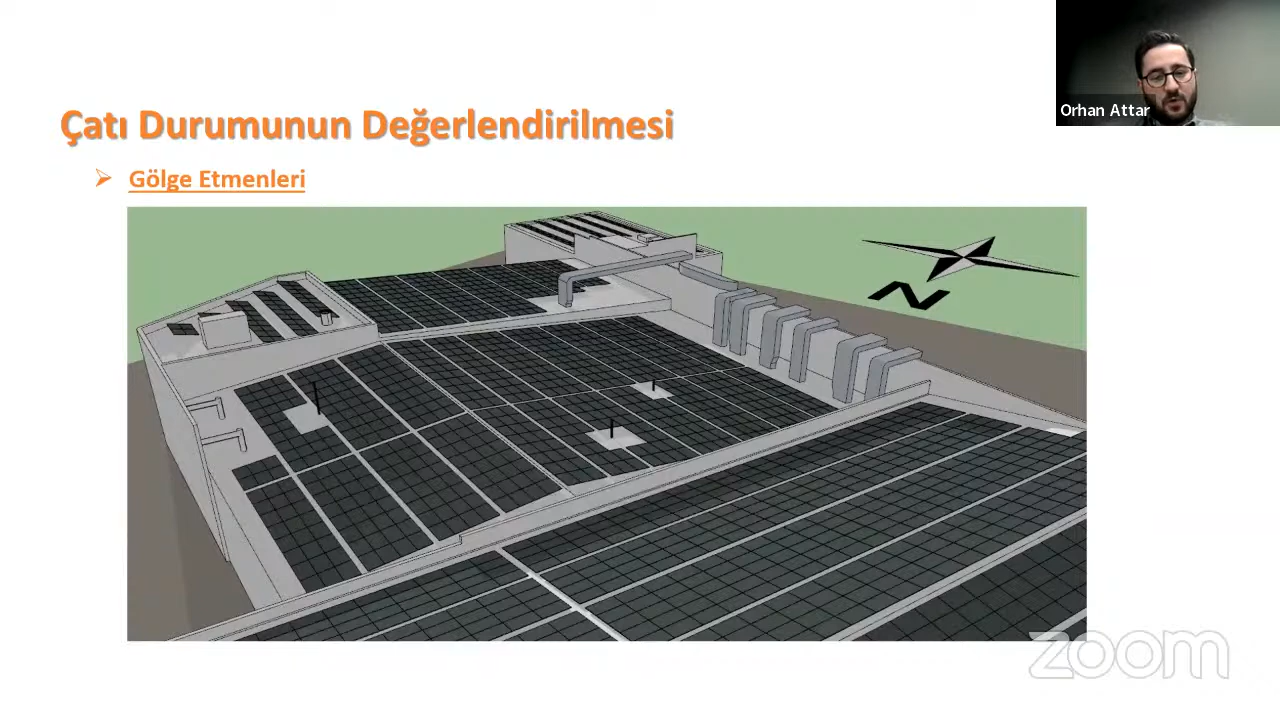 Orhan Attar
Çatı Durumunun Değerlendirilmesi
Gölge Etmenleri
N
zoom